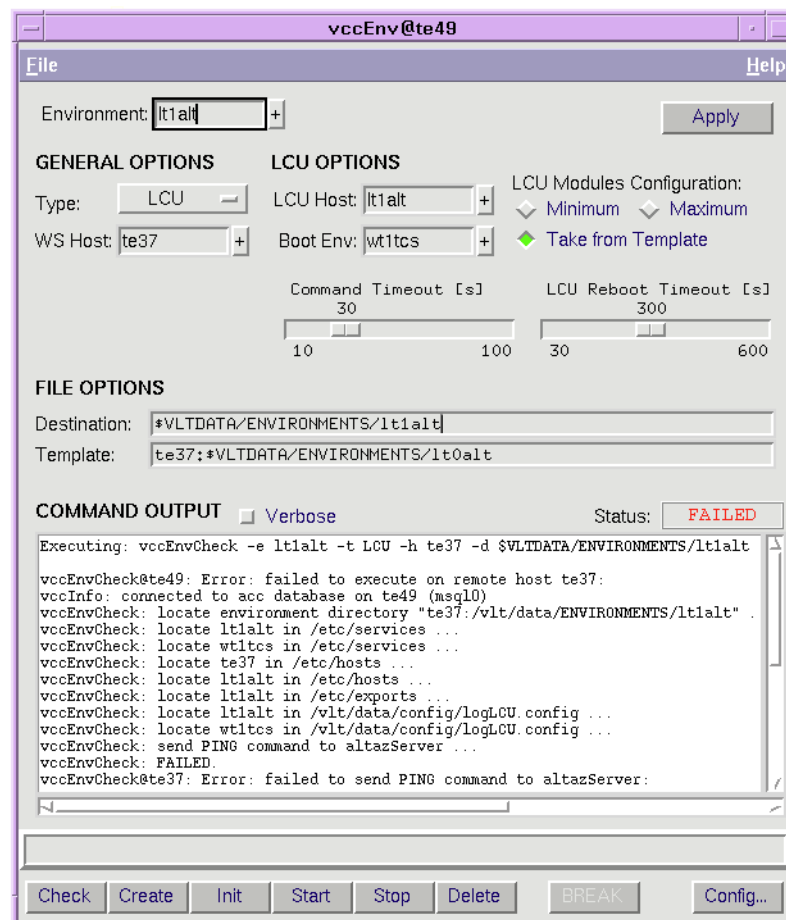 vccEnv@te49
File Help
Environment: lt1alt + Apply
GENERAL OPTIONS LCU OPTIONS
LCU Modules Configuration:
Type: LCU LCU Host: lt1alt + Minimum Maximum
WS Host: te37 + Boot Env: wt1tcs + Take from Template
Command Timeout [s] LCU Reboot Timeout [s]
30 300
10 100 30 600
FILE OPTIONS
Destination: $VLTDATA/ENVIRONMENTS/lt1alt
Template: te37:$VLTDATA/ENVIRONMENTS/lt0alt
COMMAND OUTPUT Verbose Status: FAILED
Executing: vccEnvCheck -e lt1alt -t LCU -h te37 -d $VLTDATA/ENVIRONMENTS/lt1alt
vccEnvCheck@te49: Error: failed to execute on remote host te37:
vccInfo: connected to acc database on te49 (msql0)
vccEnvCheck: locate environment directory "te37:/vlt/data/ENVIRONMENTS/lt1alt" .
vccEnvCheck: locate lt1alt in /etc/services ...
vccEnvCheck: locate wt1tcs in /etc/services ...
vccEnvCheck: locate te37 in /etc/hosts ...
vccEnvCheck: locate lt1alt in /etc/hosts ...
vccEnvCheck: locate lt1alt in /etc/exports ...
vccEnvCheck: locate lt1alt in /vlt/data/config/logLCU.config ...
vccEnvCheck: locate wt1tcs in /vlt/data/config/logLCU.config ...
vccEnvCheck: send PING command to altazServer ...
vccEnvCheck: FAILED.
vccEnvCheck@te37: Error: failed to send PING command to altazServer:
Check Create Init Start Stop Delete BREAK Config...